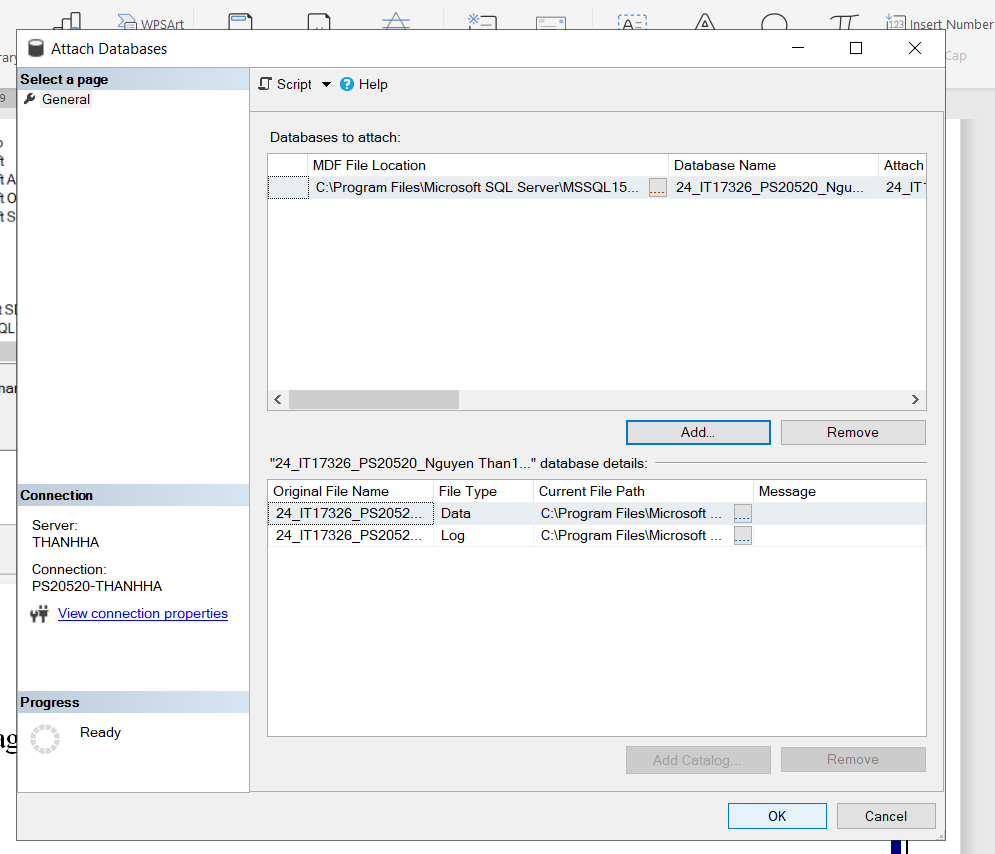 WPSArt
Insert Number
Attach Databases
Cap
Select a page
General
Script
Help
Databases to attach:
MDF File Location Database Name Attach
C:\Program Files\Microsoft SQL Server\MSSQL15... 24_IT17326_PS20520_Ngu... 24_IT1
Add...
Remove
"24_IT17326_PS20520_Nguyen Than1..." database details:
Original File Name File Type Current File Path Message
24_IT17326_PS2052... Data C:\Program Files\Microsoft ...
24_IT17326_PS2052... Log C:\Program Files\Microsoft ...
Connection
Server:
THANHHA
Connection:
PS20520-THANHHA
View connection properties
Progress
Ready
Add Catalog...
Remove
OK
Cancel